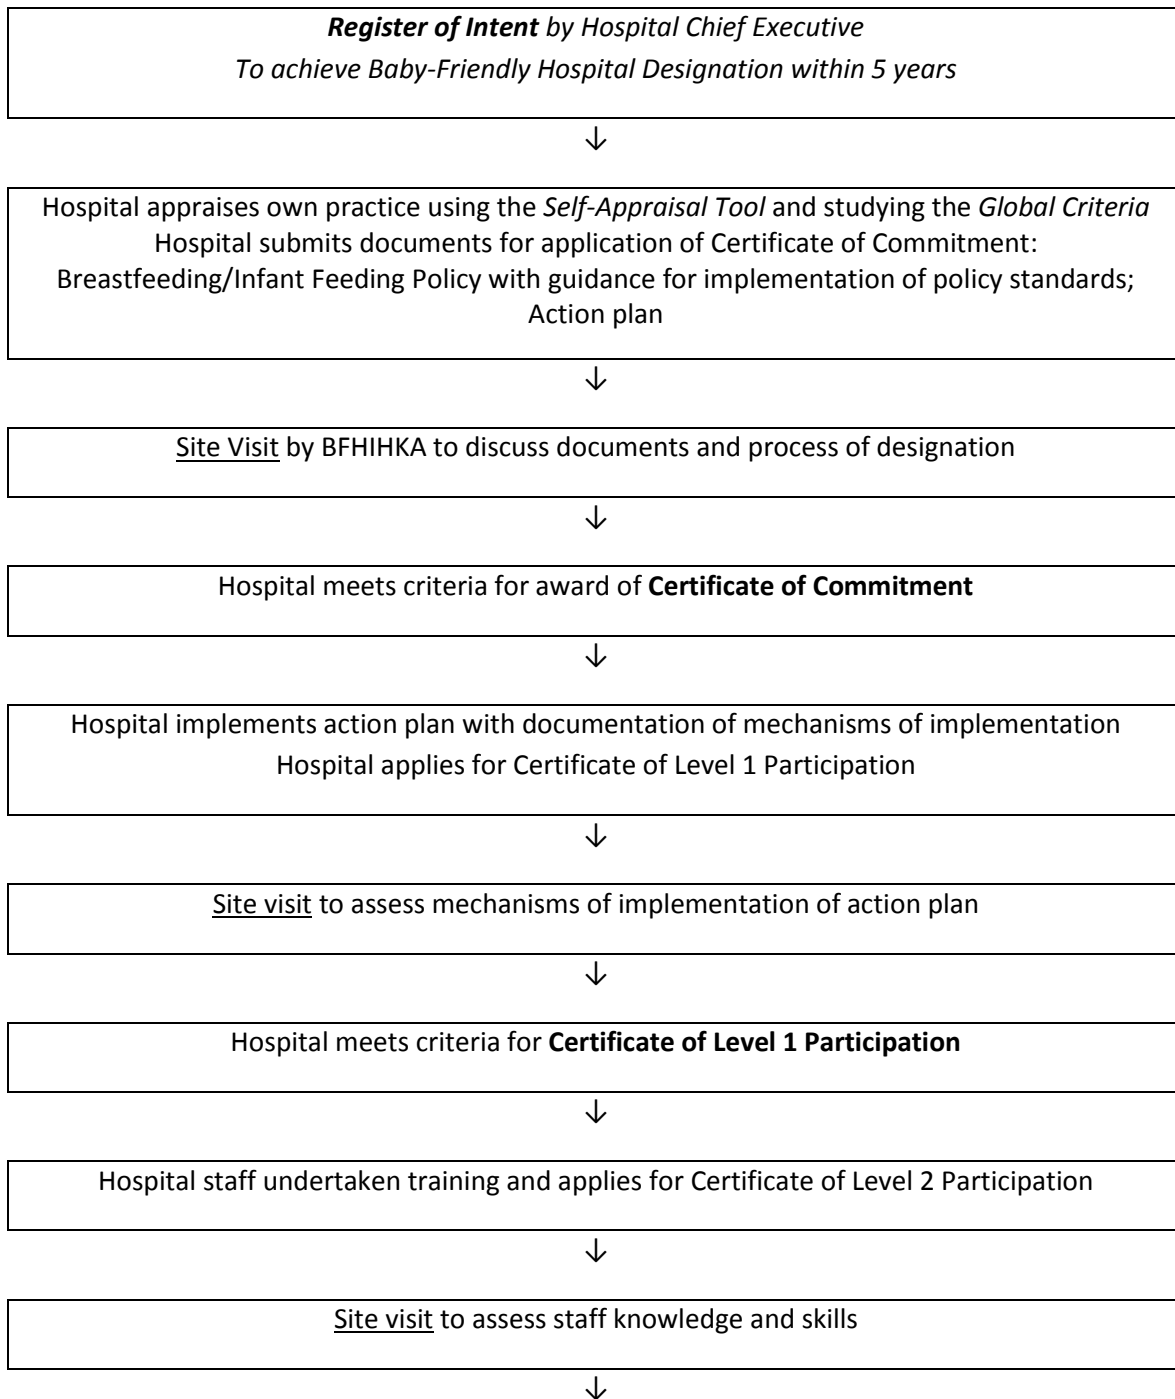 Register of Intent by Hospital Chief Executive
To achieve Baby-Friendly Hospital Designation within 5 years
↓
Hospital appraises own practice using the Self-Appraisal Tool and studying the Global Criteria
Hospital submits documents for application of Certificate of Commitment:
Breastfeeding/Infant Feeding Policy with guidance for implementation of policy standards;
Action plan
↓
Site Visit by BFHIHKA to discuss documents and process of designation
↓
Hospital meets criteria for award of Certificate of Commitment
↓
Hospital implements action plan with documentation of mechanisms of implementation
Hospital applies for Certificate of Level 1 Participation
↓
Site visit to assess mechanisms of implementation of action plan
↓
Hospital meets criteria for Certificate of Level 1 Participation
↓
Hospital staff undertaken training and applies for Certificate of Level 2 Participation
↓
Site visit to assess staff knowledge and skills
↓